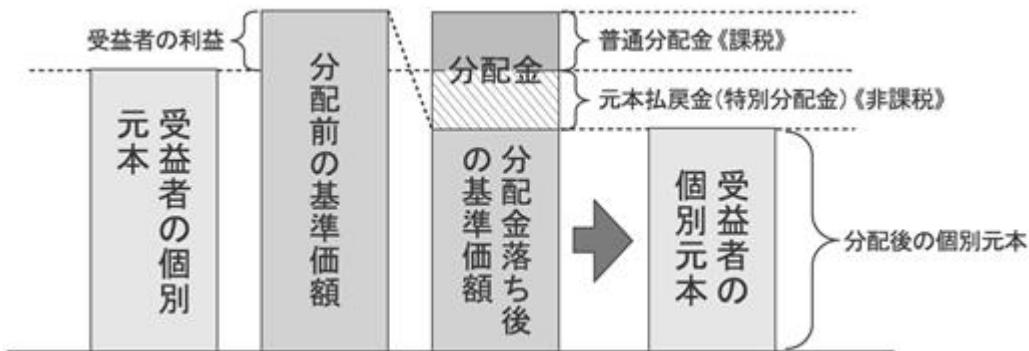 受益者の利益
受益者の個別
元本
分配前の基準価額
分配金
普通分配金《課税》
元本払戻金(特別分配金)《非課税》
分配金落ち後
の基準価額
受益者の
個別元本
分配後の個別元本